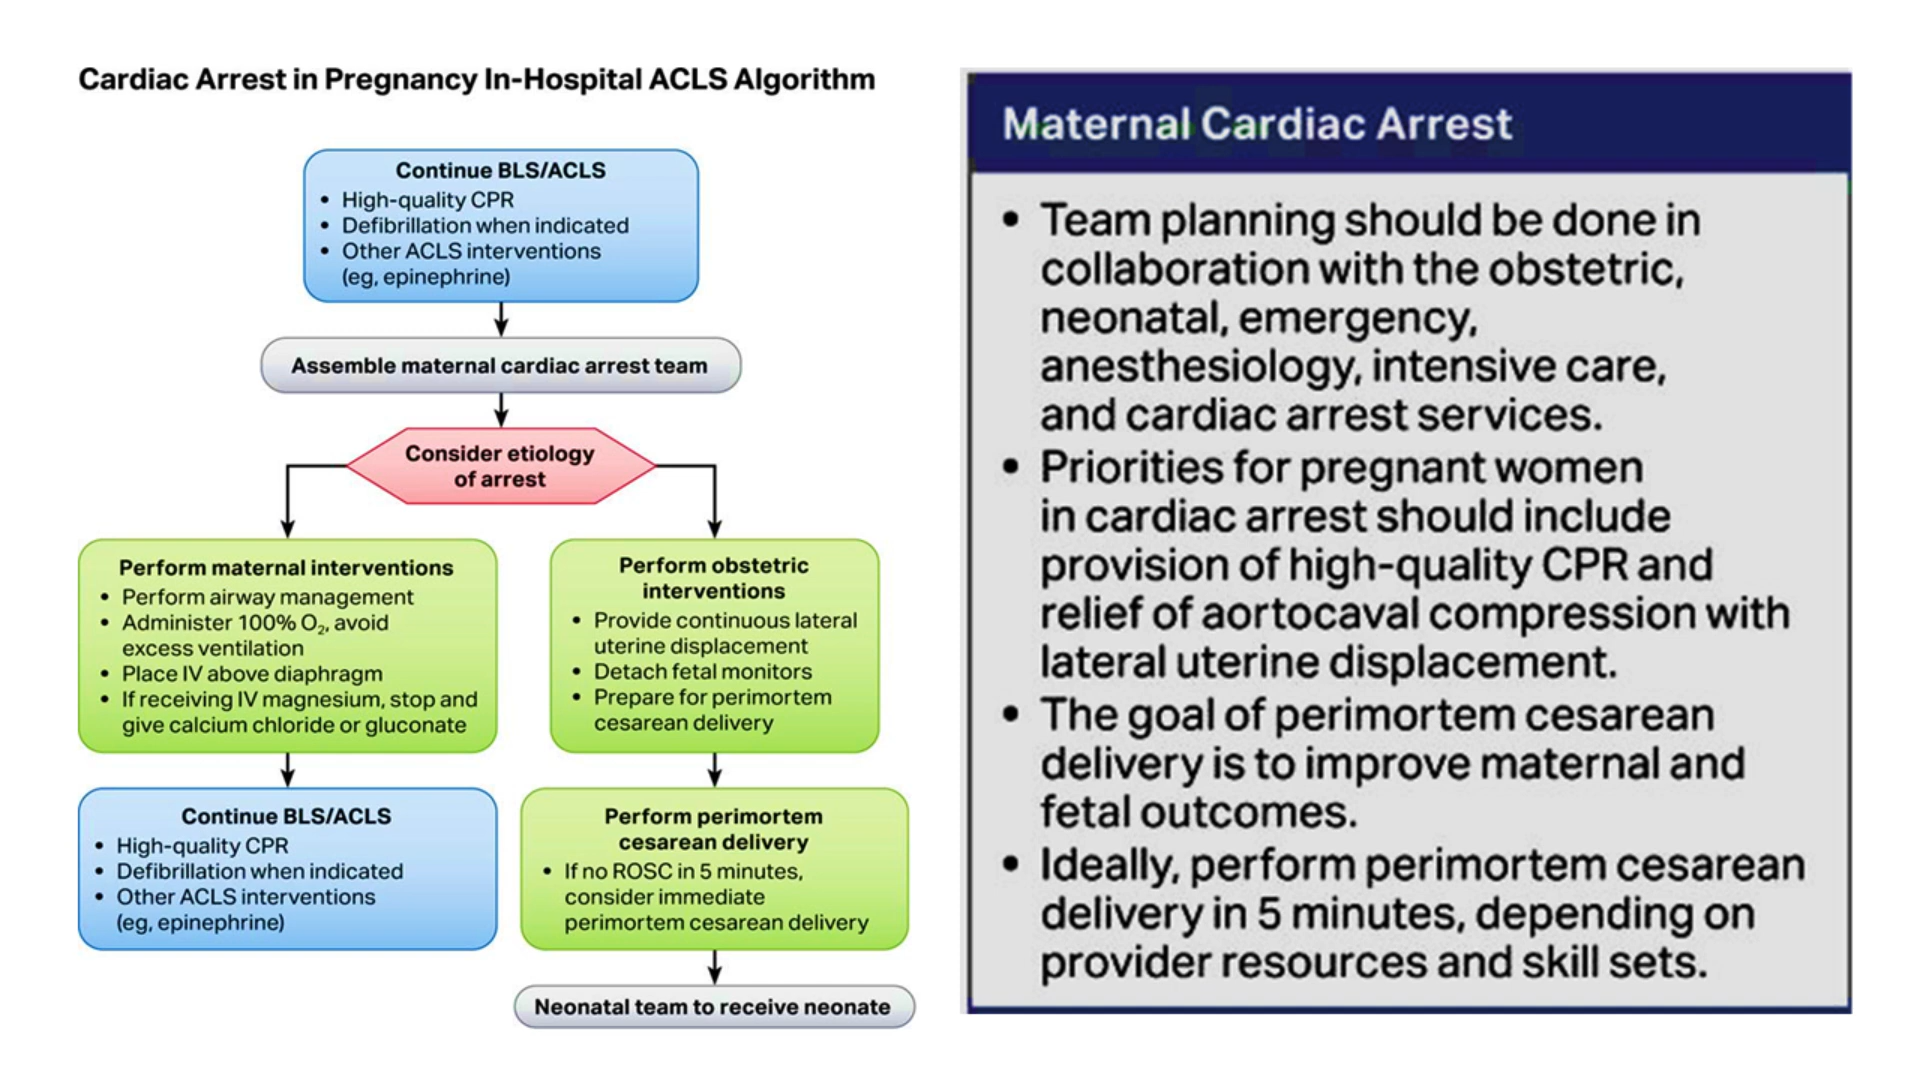 Cardiac Arrest in Pregnancy In-Hospital ACLS Algorithm
Continue BLS/ACLS
• High-quality CPR
• Defibrillation when indicated
• Other ACLS interventions
(eg, epinephrine)
Assemble maternal cardiac arrest team
Consider etiology
of arrest
Perform maternal interventions
• Perform airway management
• Administer 100% O₂, avoid
excess ventilation
• Place IV above diaphragm
• If receiving IV magnesium, stop and
give calcium chloride or gluconate
Continue BLS/ACLS
• High-quality CPR
• Defibrillation when indicated
• Other ACLS interventions
(eg, epinephrine)
Perform obstetric
interventions
• Provide continuous lateral
uterine displacement
• Detach fetal monitors
• Prepare for perimortem
cesarean delivery
Perform perimortem
cesarean delivery
• If no ROSC in 5 minutes,
consider immediate
perimortem cesarean delivery
Neonatal team to receive neonate
Maternal Cardiac Arrest
• Team planning should be done in
collaboration with the obstetric,
neonatal, emergency,
anesthesiology, intensive care,
and cardiac arrest services.
• Priorities for pregnant women
in cardiac arrest should include
provision of high-quality CPR and
relief of aortocaval compression with
lateral uterine displacement.
• The goal of perimortem cesarean
delivery is to improve maternal and
fetal outcomes.
• Ideally, perform perimortem cesarean
delivery in 5 minutes, depending on
provider resources and skill sets.